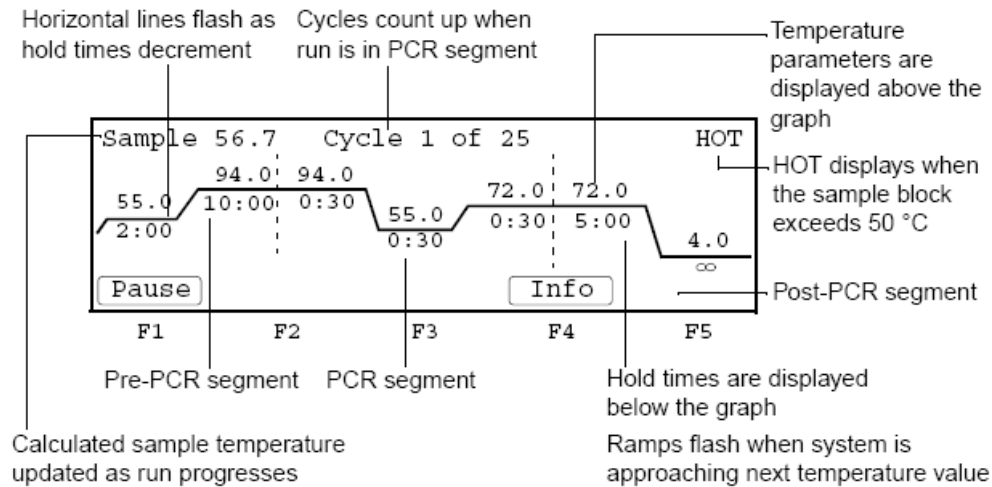 Horizontal lines flash as
hold times decrement
Cycles count up when
run is in PCR segment
Temperature
parameters are
displayed above the
graph
Sample 56.7 Cycle 1 of 25 HOT
HOT displays when
the sample block
exceeds 50 °C
94.0 94.0
10:00 0:30
55.0
2:00
55.0
0:30
72.0 72.0
0:30 5:00
4.0
∞
Pause Info
Post-PCR segment
F1 F2 F3 F4 F5
Pre-PCR segment PCR segment
Hold times are displayed
below the graph
Calculated sample temperature
updated as run progresses
Ramps flash when system is
approaching next temperature value